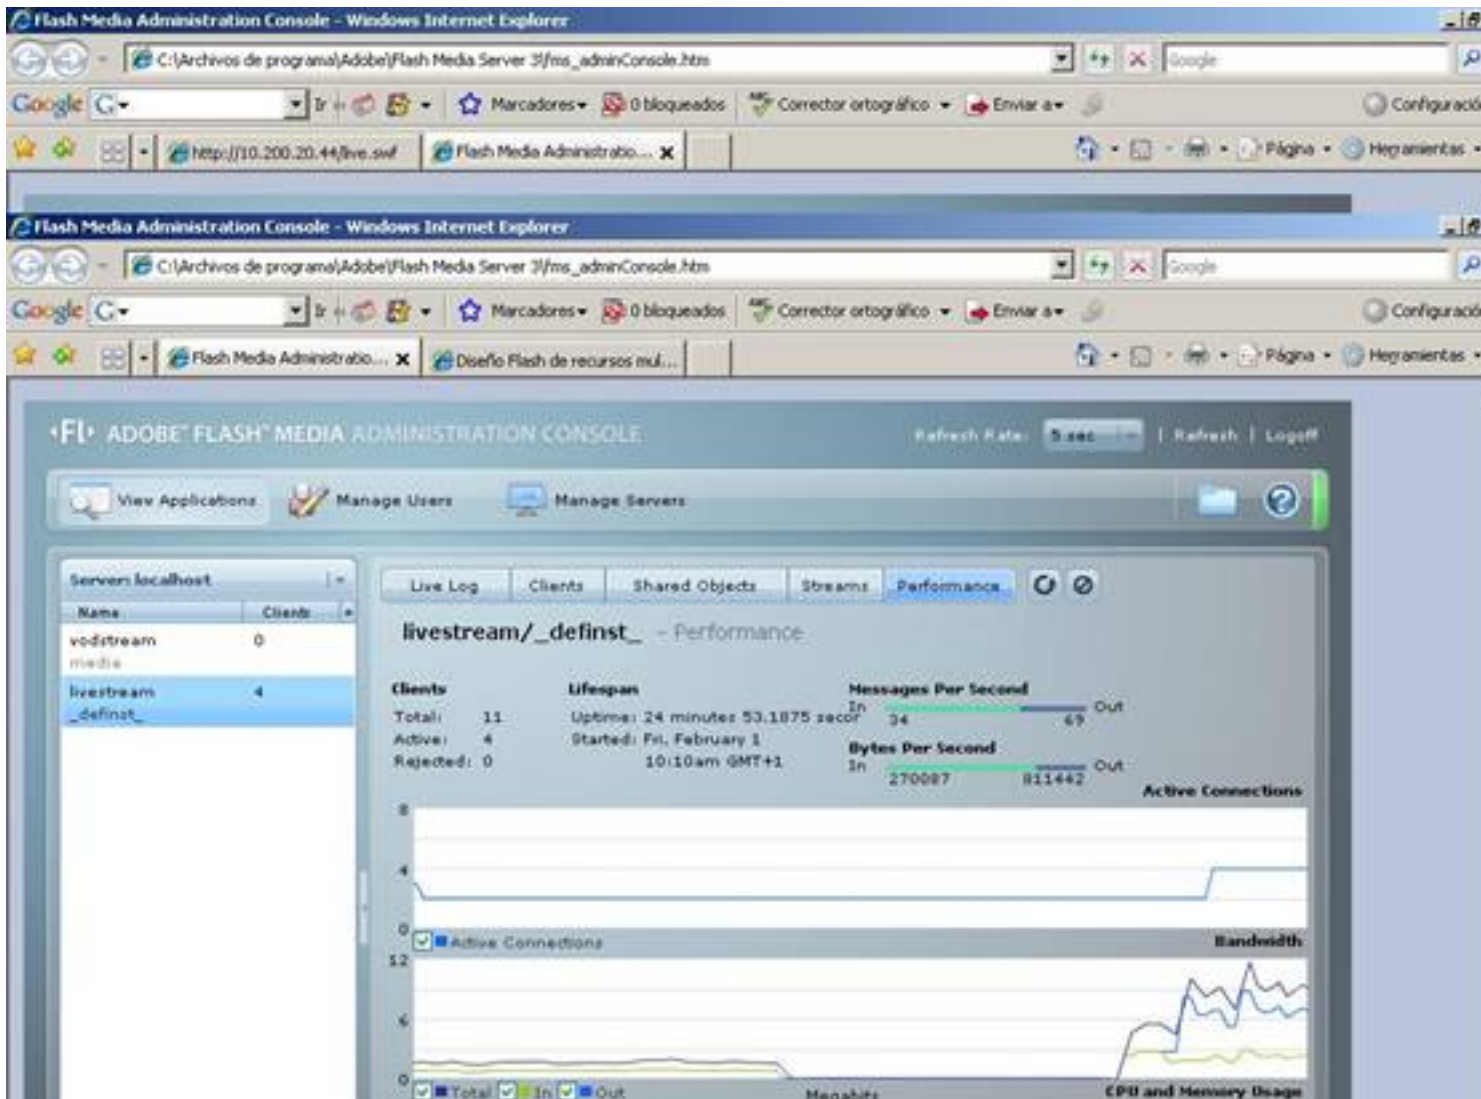 Flash Media Administration Console - Windows Internet Explorer
C:\Archivos de programa\Adobe\Flash Media Server 3\fms_adminConsole.htm
Google
Google G Ir Marcadores 0 bloqueados Corrector ortográfico Enviar a Configuració
http://10.200.20.44/live.swf Flash Media Administratio... X Página Herramientas
Flash Media Administration Console - Windows Internet Explorer
C:\Archivos de programa\Adobe\Flash Media Server 3\fms_adminConsole.htm
Google
Google G Ir Marcadores 0 bloqueados Corrector ortográfico Enviar a Configuració
Flash Media Administratio... X Diseño Flash de recursos mul... Página Herramientas
FL ADOBE FLASH MEDIA ADMINISTRATION CONSOLE Refresh Rate: 5 sec | Refresh | Logoff
View Applications Manage Users Manage Servers ?
Server: localhost
Name Clients
vodstream 0
media
livestream 4
_definst_
Live Log Clients Shared Objects Streams Performance
livestream/_definst_ - Performance
Clients
Total: 11
Active: 4
Rejected: 0
Lifespan
Uptime: 24 minutes 53.1875 secor
Started: Fri, February 1
10:10am GMT+1
Messages Per Second
In 34 69 Out
Bytes Per Second
In 270087 811442 Out
Active Connections
8
4
0
Active Connections
Bandwidth
12
6
0
Total In Out Megabits
CPU and Memory Usage